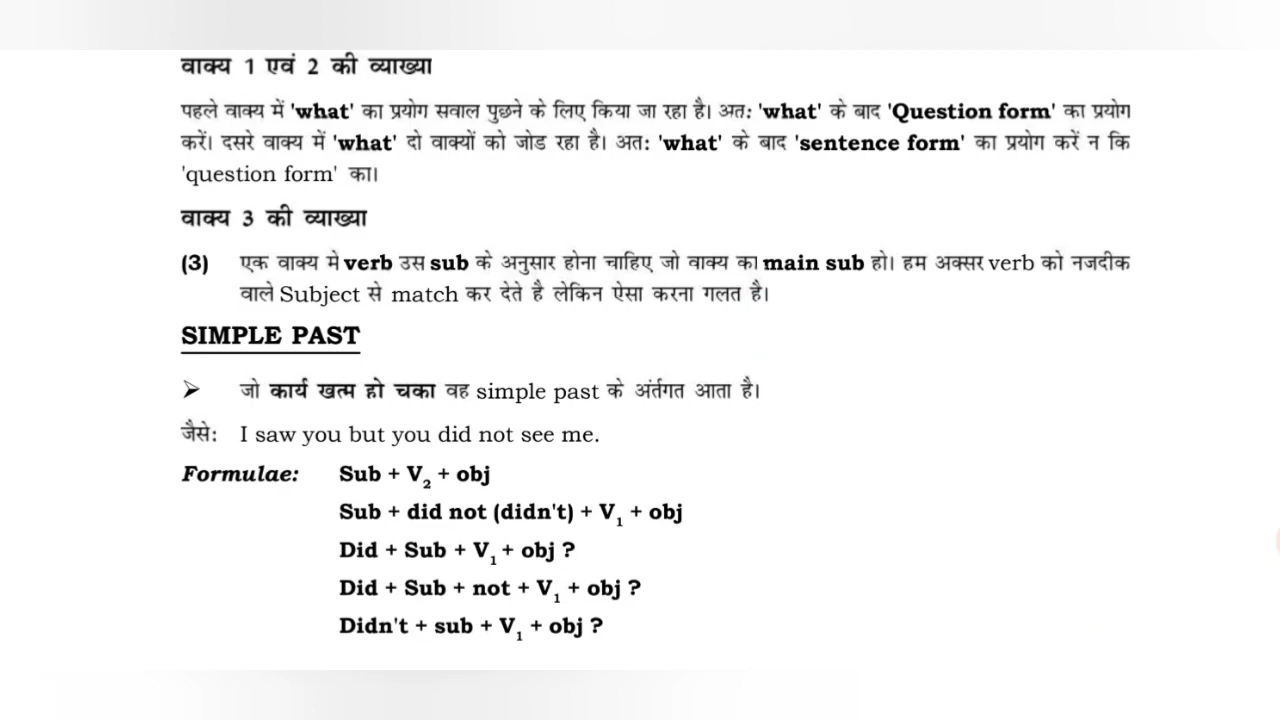 वाक्य 1 एवं 2 की व्याख्या
पहले वाक्य में 'what' का प्रयोग सवाल पुछने के लिए किया जा रहा है। अत: 'what' के बाद 'Question form' का प्रयोग
करें। दसरे वाक्य में 'what' दो वाक्यों को जोड रहा है। अत: 'what' के बाद 'sentence form' का प्रयोग करें न कि
'question form' का।
वाक्य 3 की व्याख्या
(3) एक वाक्य मे verb उस sub के अनुसार होना चाहिए जो वाक्य का main sub हो। हम अक्सर verb को नजदीक
वाले Subject से match कर देते है लेकिन ऐसा करना गलत है।
SIMPLE PAST
➢ जो कार्य खत्म हो चका वह simple past के अंर्तगत आता है।
जैसे: I saw you but you did not see me.
Formulae: Sub + V₂ + obj
Sub + did not (didn't) + V₁ + obj
Did + Sub + V₁ + obj ?
Did + Sub + not + V₁ + obj ?
Didn't + sub + V₁ + obj ?